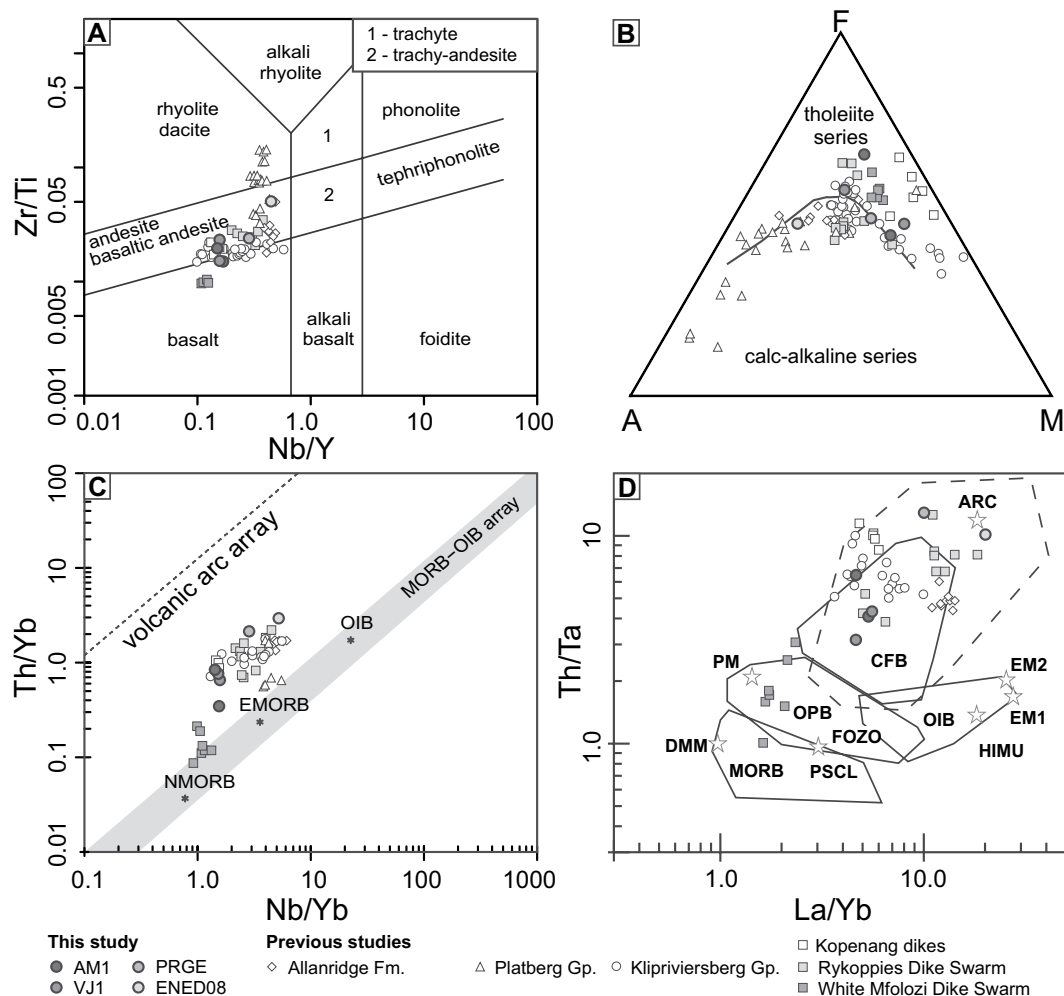 A
1 - trachyte
2 - trachy-andesite
alkali
rhyolite
rhyolite
dacite
phonolite
1
tephriphonolite
2
andesite
basaltic andesite
basalt
alkali
basalt
foidite
Zr/Ti
0.5
0.05
0.005
0.001
0.01
0.1
1.0
10
100
Nb/Y
B
F
tholeiite
series
calc-alkaline series
A
M
C
volcanic arc array
MORB–OIB array
OIB
EMORB
NMORB
Th/Yb
100
10
1.0
0.1
0.01
0.1
1.0
10
100
1000
Nb/Yb
D
ARC
CFB
PM
EM2
OPB
OIB
EM1
FOZO
HIMU
DMM
MORB
PSCL
Th/Ta
10
1.0
1.0
10.0
La/Yb
This study
AM1
PRGE
VJ1
ENED08
Previous studies
Allanridge Fm.
Platberg Gp.
Klipriviersberg Gp.
Kopenang dikes
Rykoppies Dike Swarm
White Mfolozi Dike Swarm